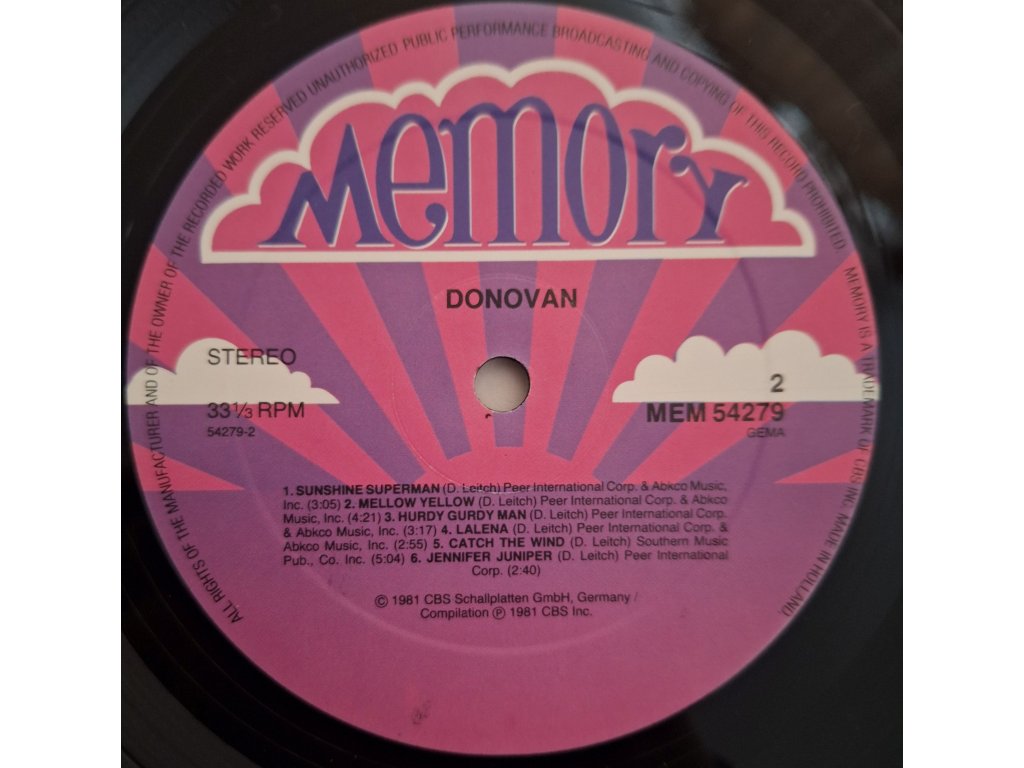 ALL RIGHTS OF THE MANUFACTURER AND OF THE OWNER OF THE RECORDED WORK RESERVED UNAUTHORIZED PUBLIC PERFORMANCE BROADCASTING AND COPYING OF THIS RECORD PROHIBITED. MEMORY IS A TRADEMARK OF CBS INC. MADE IN HOLLAND.
Memory
DONOVAN
STEREO
2
33 1/3 RPM
MEM 54279
54279-2
GEMA
1. SUNSHINE SUPERMAN (D. Leitch) Peer International Corp. & Abkco Music,
Inc. (3:05) 2. MELLOW YELLOW (D. Leitch) Peer International Corp. & Abkco
Music, Inc. (4:21) 3. HURDY GURDY MAN (D. Leitch) Peer International Corp.
& Abkco Music, Inc. (3:17) 4. LALENA (D. Leitch) Peer International Corp. &
Abkco Music, Inc. (2:55) 5. CATCH THE WIND (D. Leitch) Southern Music
Pub., Co. Inc. (5:04) 6. JENNIFER JUNIPER (D. Leitch) Peer International
Corp. (2:40)
© 1981 CBS Schallplatten GmbH, Germany /
Compilation ℗ 1981 CBS Inc.